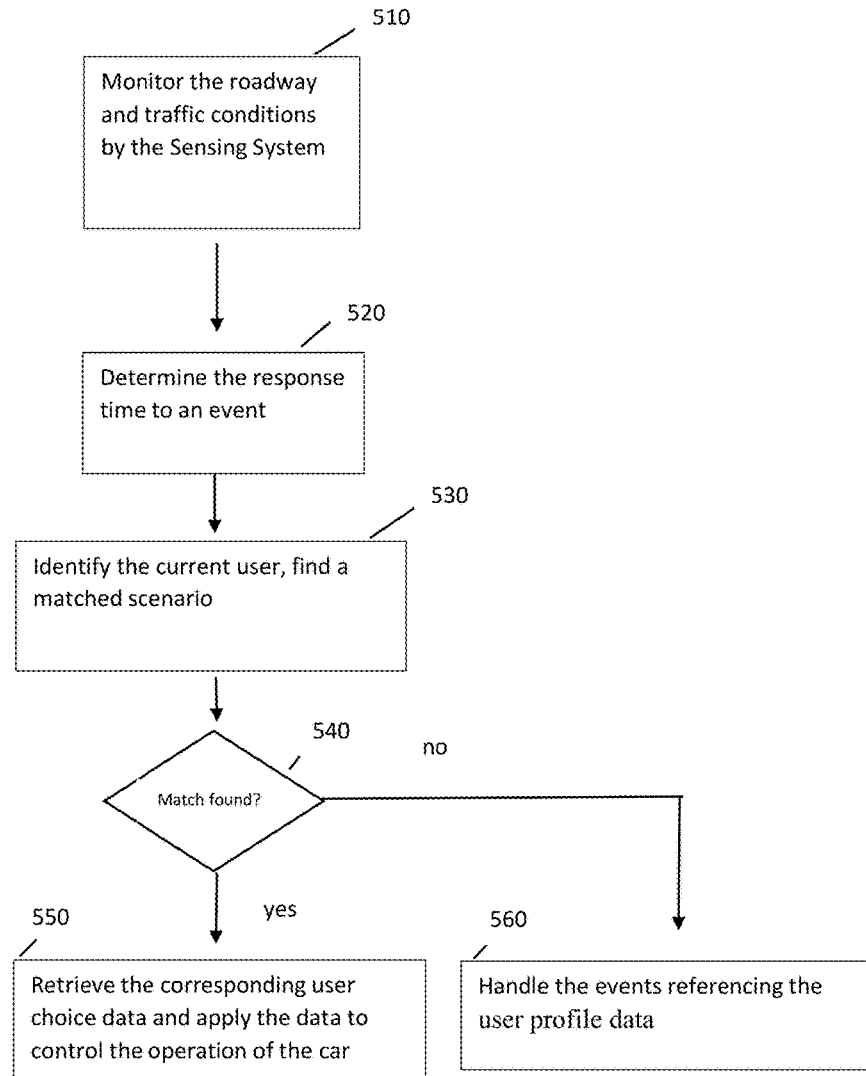 510
Monitor the roadway
and traffic conditions
by the Sensing System
520
Determine the response
time to an event
530
Identify the current user, find a
matched scenario
540
no
Match found?
yes
550
Retrieve the corresponding user
choice data and apply the data to
control the operation of the car
560
Handle the events referencing the
user profile data